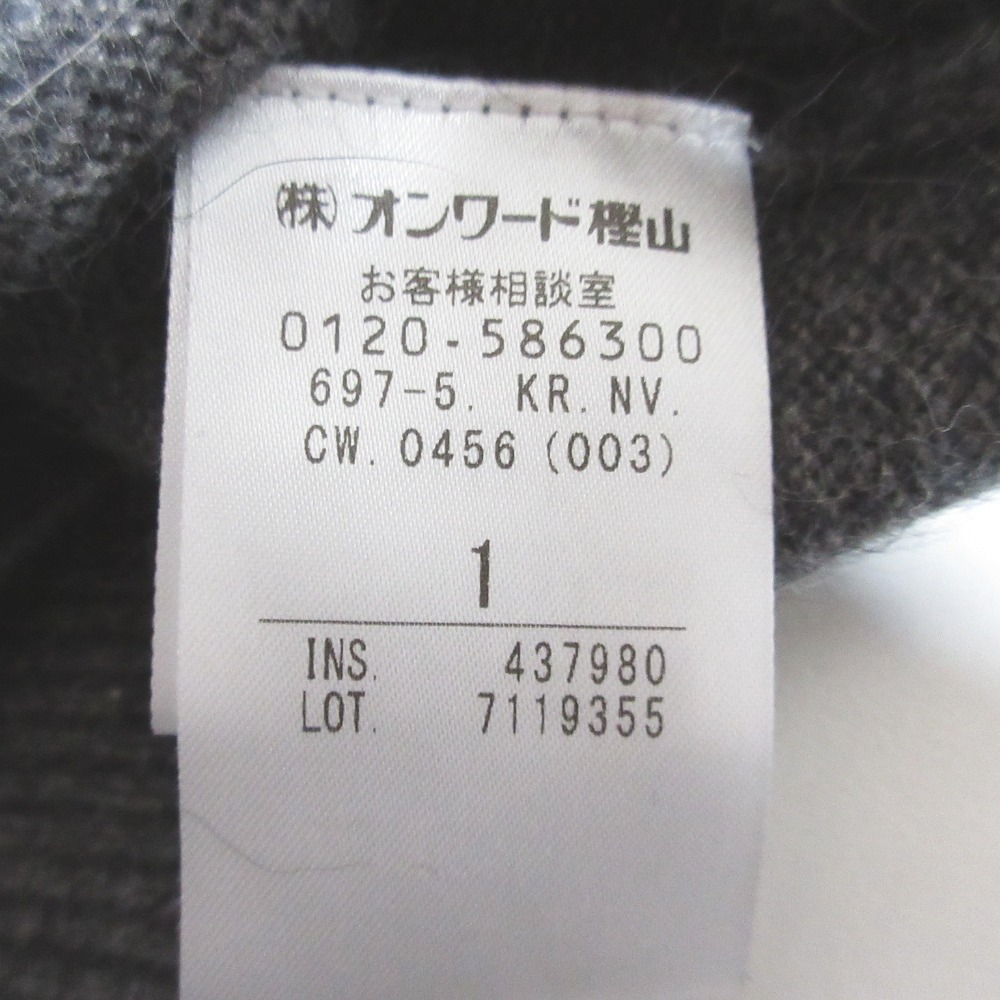 ㈱オンワード樫山
お客様相談室
0120-586300
697-5. KR. NV.
CW. 0456 (003)
1
INS. 437980
LOT. 7119355